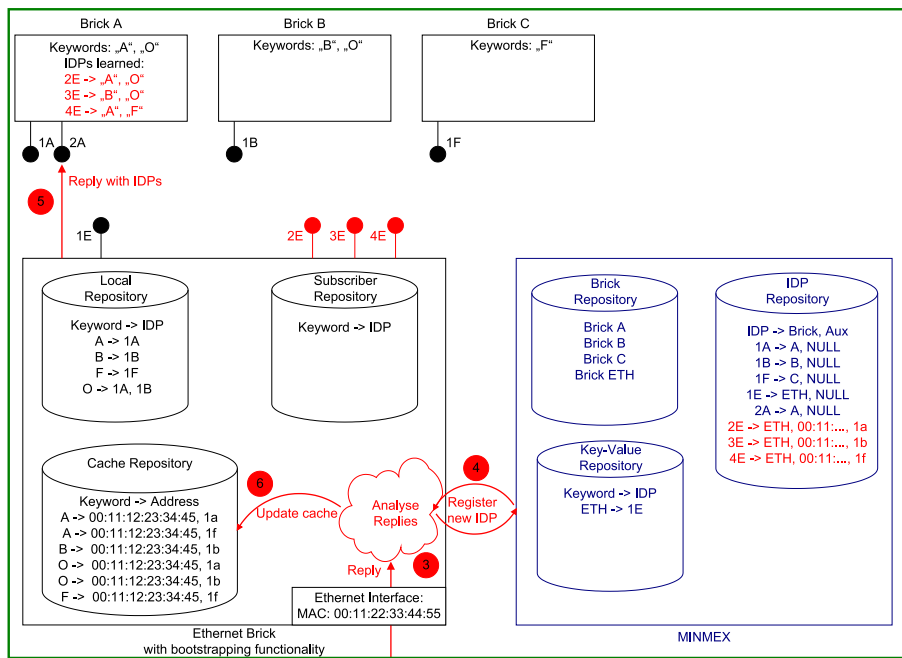 Brick A
Brick B
Brick C
Keywords: „A“, „O“
IDPs learned:
2E -> „A“, „O“
3E -> „B“, „O“
4E -> „A“, „F“
Keywords: „B“, „O“
Keywords: „F“
1A
2A
1B
1F
5
Reply with IDPs
1E
2E
3E
4E
Local
Repository
Keyword -> IDP
A -> 1A
B -> 1B
F -> 1F
O -> 1A, 1B
Subscriber
Repository
Keyword -> IDP
Brick
Repository
Brick A
Brick B
Brick C
Brick ETH
IDP
Repository
IDP -> Brick, Aux
1A -> A, NULL
1B -> B, NULL
1F -> C, NULL
1E -> ETH, NULL
2A -> A, NULL
2E -> ETH, 00:11:..., 1a
3E -> ETH, 00:11:..., 1b
4E -> ETH, 00:11:..., 1f
Cache Repository
Keyword -> Address
A -> 00:11:12:23:34:45, 1a
A -> 00:11:12:23:34:45, 1f
B -> 00:11:12:23:34:45, 1b
O -> 00:11:12:23:34:45, 1a
O -> 00:11:12:23:34:45, 1b
F -> 00:11:12:23:34:45, 1f
6
Update cache
Analyse
Replies
4
Register
new IDP
Key-Value
Repository
Keyword -> IDP
ETH -> 1E
Reply
3
Ethernet Interface:
MAC: 00:11:22:33:44:55
Ethernet Brick
with bootstrapping functionality
MINMEX